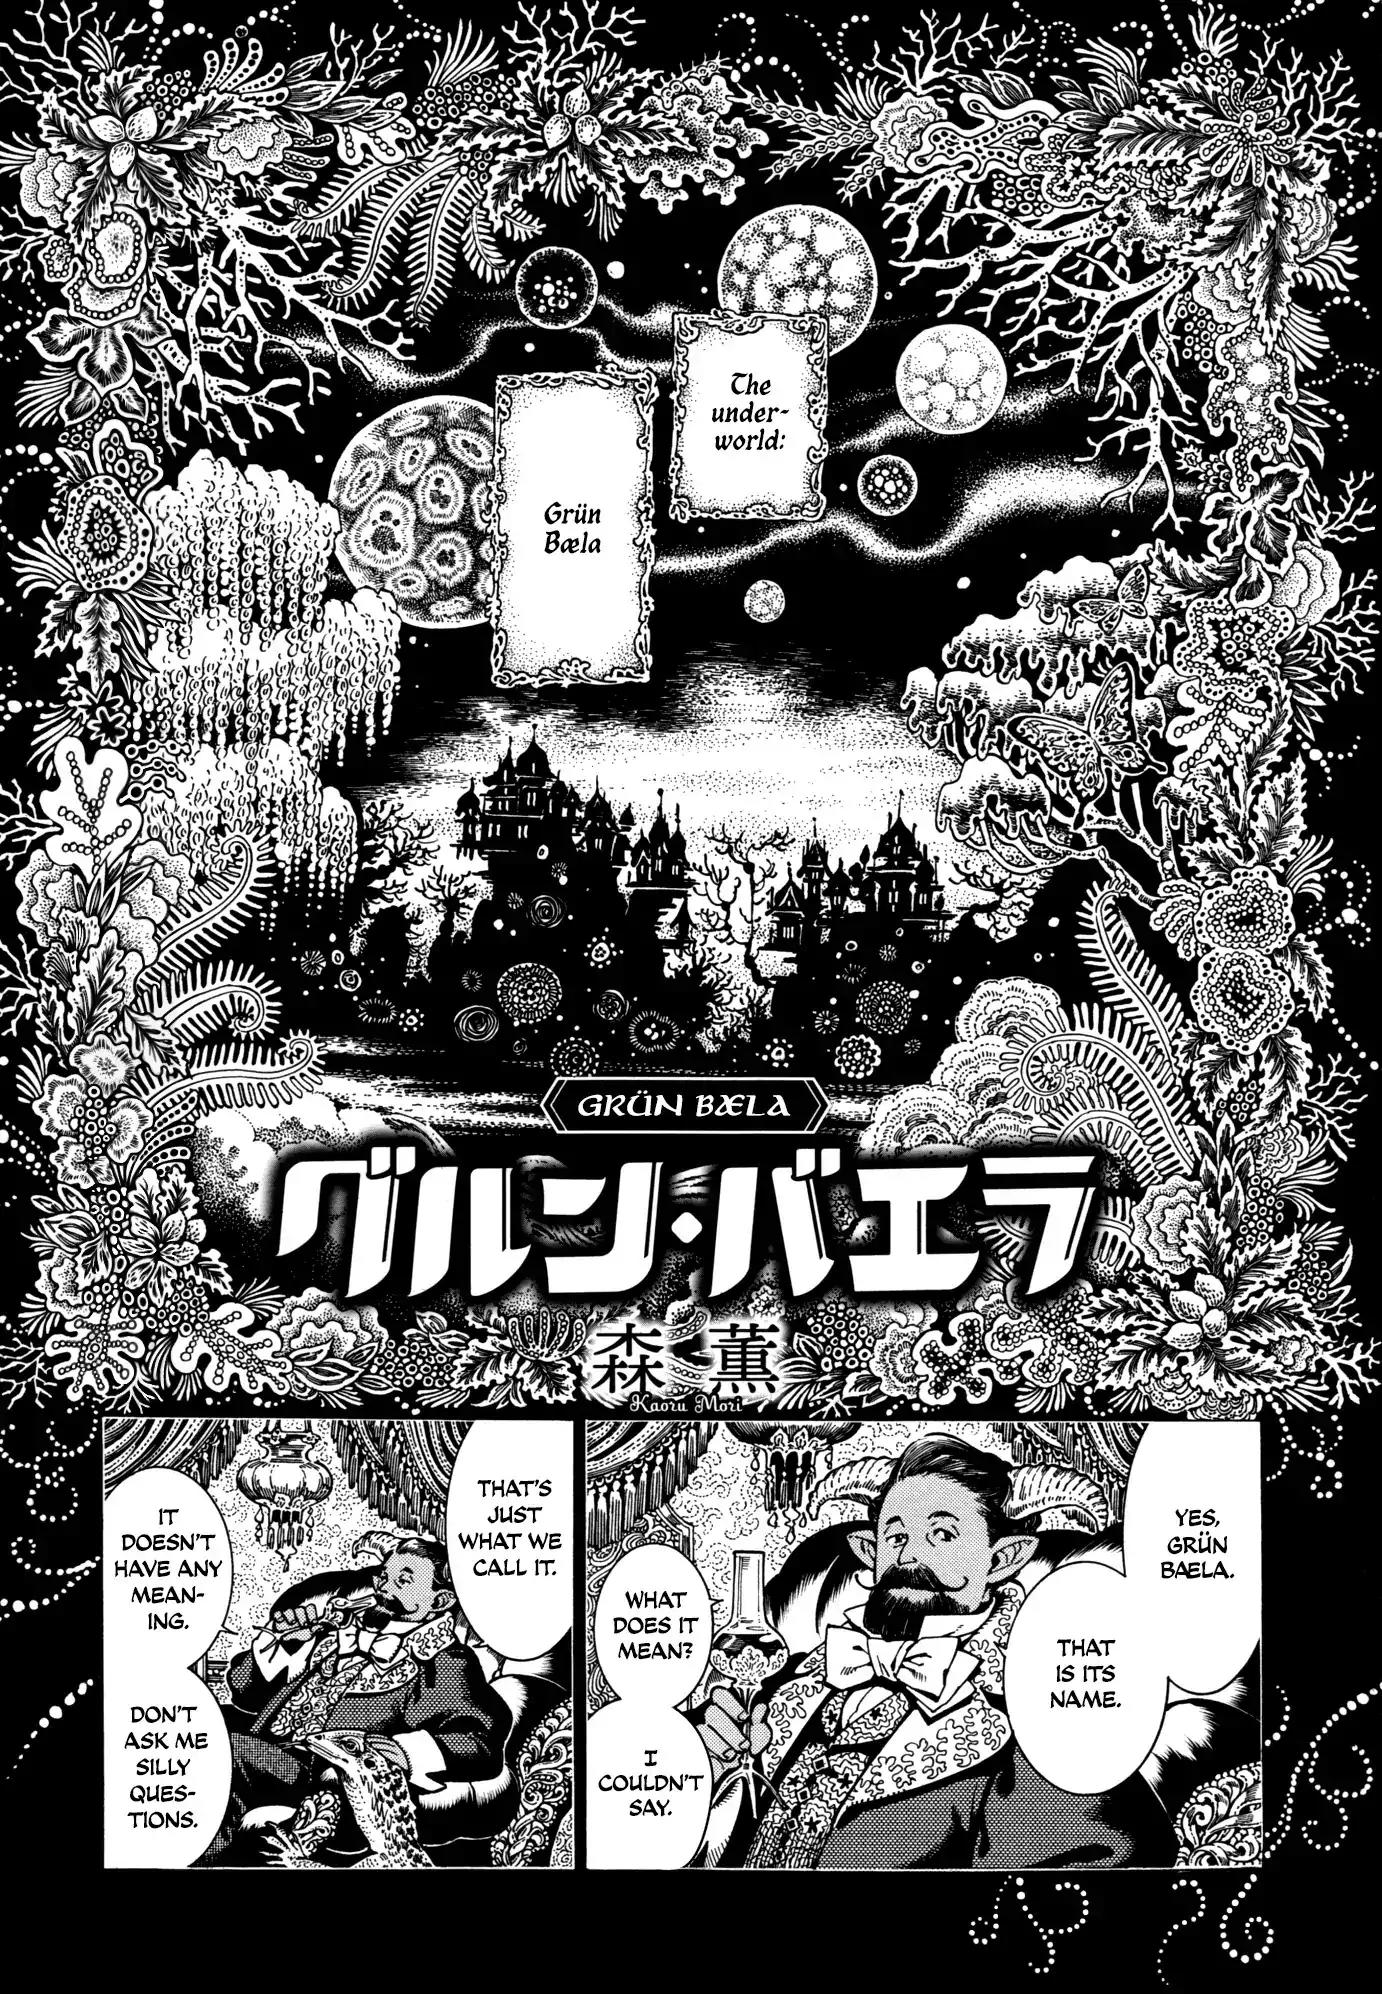 The
under-
world:
Grün
Bæla
GRÜN BÆLA
グルン・バエラ
森 薫
Kaoru Mori
YES,
GRÜN
BAELA.
THAT
IS ITS
NAME.
WHAT
DOES IT
MEAN?
I
COULDN'T
SAY.
THAT'S
JUST
WHAT WE
CALL IT.
IT
DOESN'T
HAVE ANY
MEAN-
ING.
DON'T
ASK ME
SILLY
QUES-
TIONS.